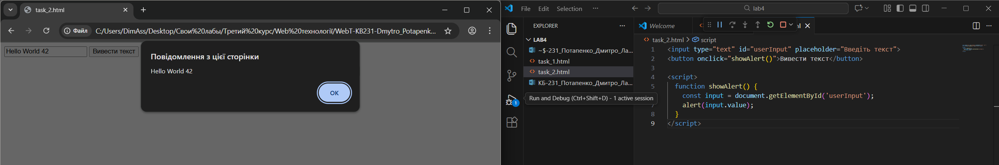 task_2.html
Файл
C:/Users/DimAss/Desktop/Свои%20лабы/Третий%20курс/Web%20технології/WebT-KB231-Dmytro_Potapenk...
Hello World 42
Вивести текст
Повідомлення з цієї сторінки
Hello World 42
ОК
File Edit Selection ···
lab4
EXPLORER
LAB4
~$-231_Потапенко_Дмитро_Ла...
task_1.html
task_2.html
КБ-231_Потапенко_Дмитро_Ла...
Run and Debug (Ctrl+Shift+D) - 1 active session
1
Welcome
task_2.html > script
1 <input type="text" id="userInput" placeholder="Введіть текст">
2 <button onclick="showAlert()">Вивести текст</button>
3
4 <script>
5 function showAlert() {
const input = document.getElementById('userInput');
7 alert(input.value);
8 }
9 </script>